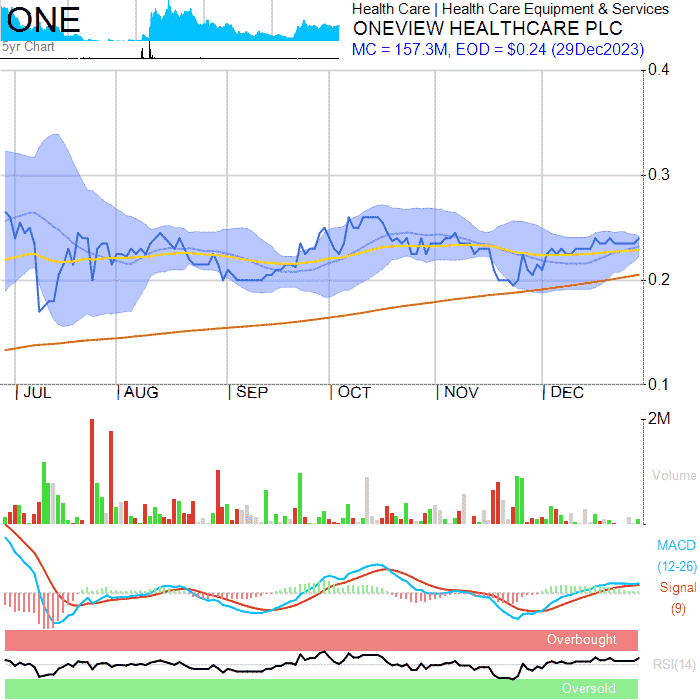 ONE
5yr Chart
Health Care | Health Care Equipment & Services
ONEVIEW HEALTHCARE PLC
MC = 157.3M, EOD = $0.24 (29Dec2023)
0.4
0.3
0.2
0.1
JUL AUG SEP OCT NOV DEC
2M
Volume
MACD
(12-26)
Signal
(9)
Overbought
RSI(14)
Oversold